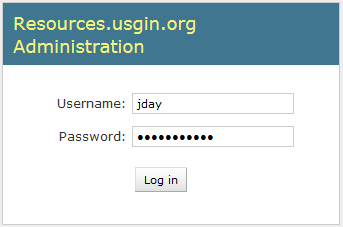 Resources.usgin.org
Administration
Username: jday
Password: ●●●●●●●●●●●
Log in